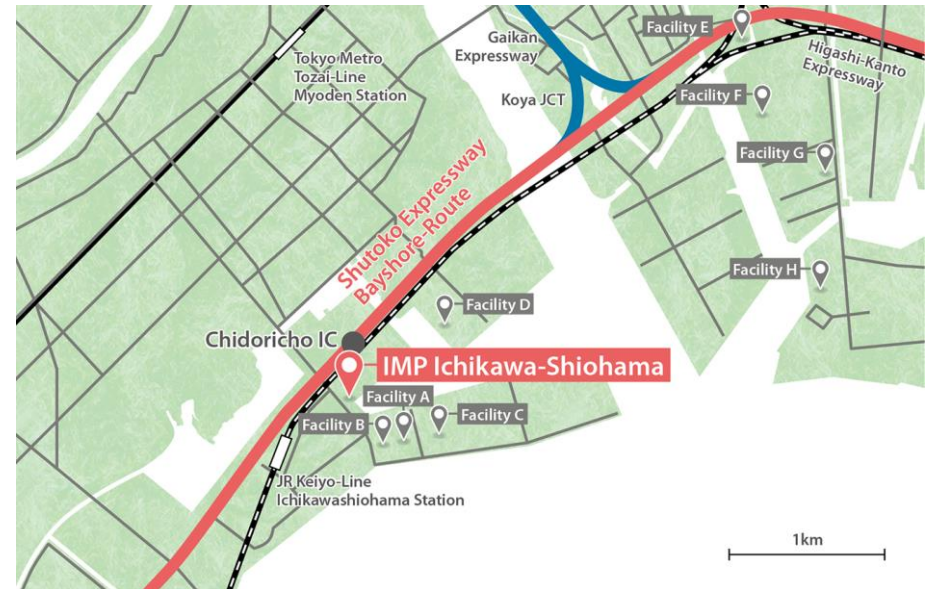 Facility E
Gaikan
Expressway
Higashi-Kanto
Expressway
Tokyo Metro
Tozai-Line
Myoden Station
Koya JCT
Facility F
Facility G
Shutoko Expressway
Bayshore-Route
Facility H
Facility D
Chidoricho IC
IMP Ichikawa-Shiohama
Facility A
Facility B
Facility C
JR Keiyo-Line
Ichikawashiohama Station
1km